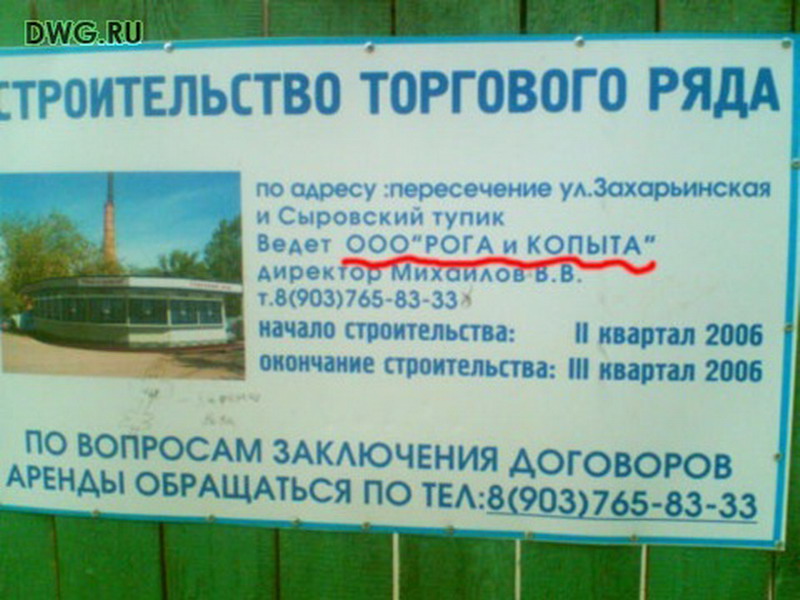 DWG.RU
СТРОИТЕЛЬСТВО ТОРГОВОГО РЯДА
по адресу :пересечение ул.Захарьинская
и Сыровский тупик
Ведет ООО"РОГА и КОПЫТА"
директор Михайлов В.В.
т.8(903)765-83-33
начало строительства: II квартал 2006
окончание строительства: III квартал 2006
ПО ВОПРОСАМ ЗАКЛЮЧЕНИЯ ДОГОВОРОВ
АРЕНДЫ ОБРАЩАТЬСЯ ПО ТЕЛ:8(903)765-83-33